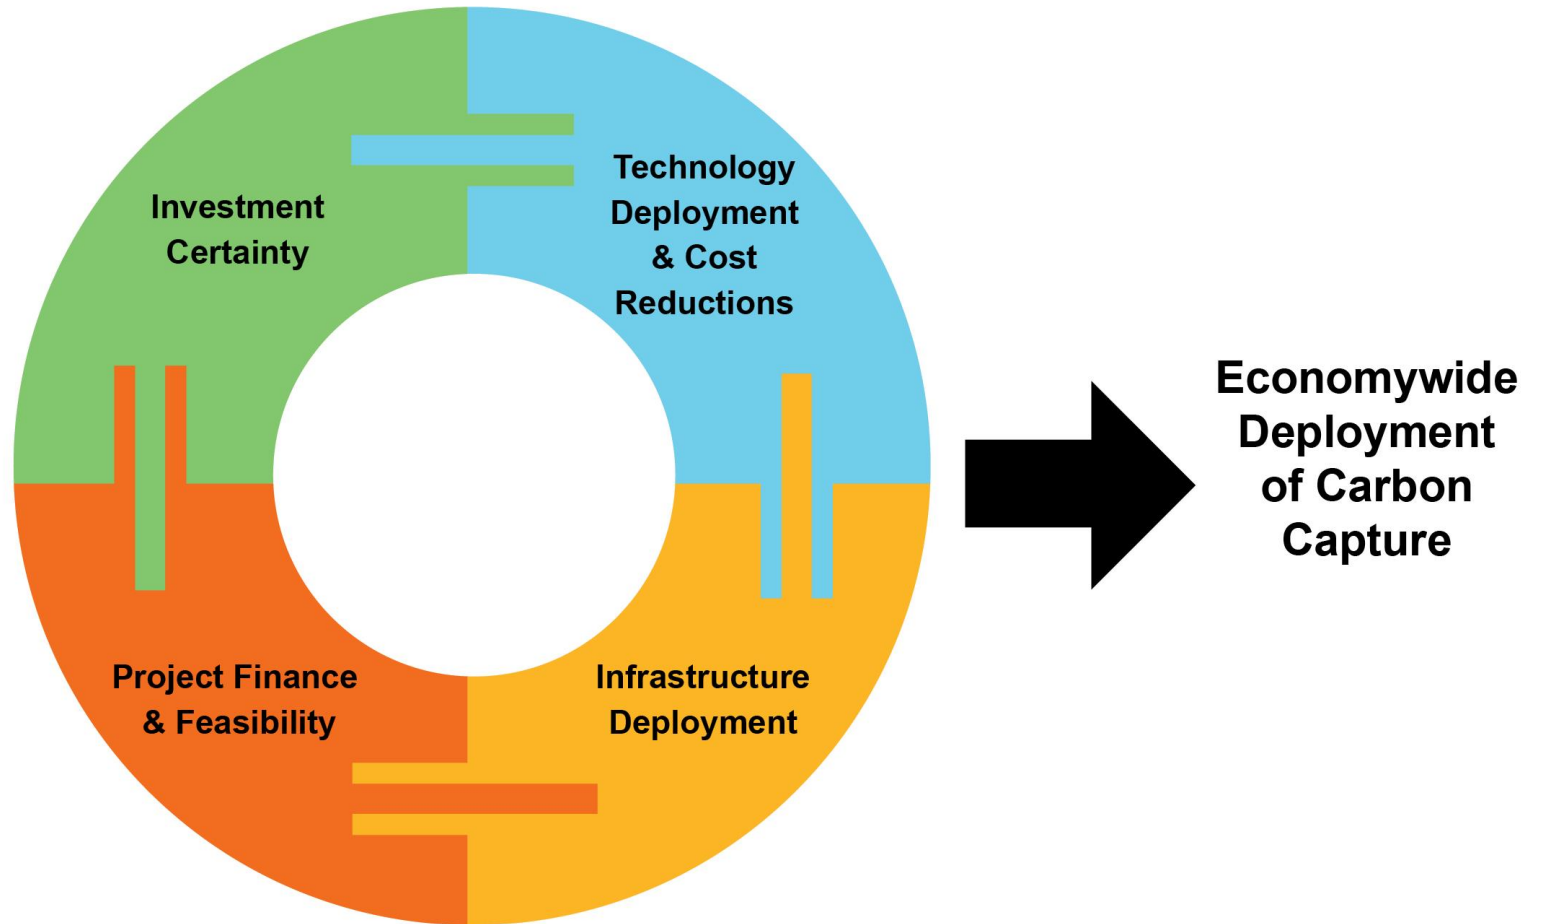 Investment
Certainty
Technology
Deployment
& Cost
Reductions
Project Finance
& Feasibility
Infrastructure
Deployment
Economywide
Deployment
of Carbon
Capture